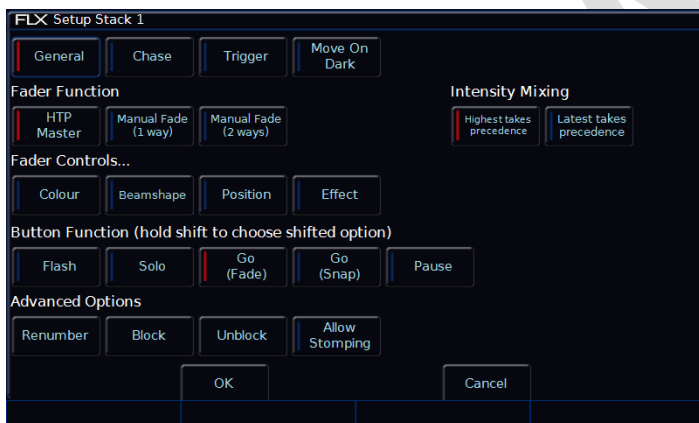 FLX Setup Stack 1
General
Chase
Trigger
Move On
Dark
Fader Function
Intensity Mixing
HTP
Master
Manual Fade
(1 way)
Manual Fade
(2 ways)
Highest takes
precedence
Latest takes
precedence
Fader Controls...
Colour
Beamshape
Position
Effect
Button Function (hold shift to choose shifted option)
Flash
Solo
Go
(Fade)
Go
(Snap)
Pause
Advanced Options
Renumber
Block
Unblock
Allow
Stomping
OK
Cancel